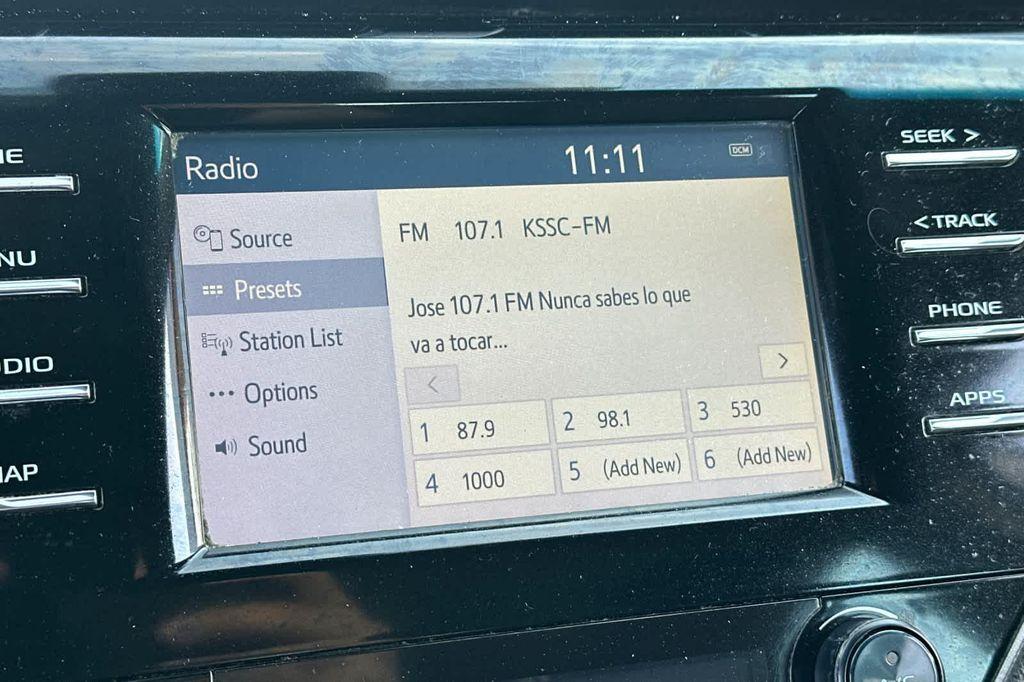 Radio
11:11
DCM
Source
Presets
Station List
Options
Sound
FM 107.1 KSSC-FM
Jose 107.1 FM Nunca sabes lo que
va a tocar...
<
>
1 87.9
2 98.1
3 530
4 1000
5 (Add New)
6 (Add New)
SEEK >
< TRACK
PHONE
APPS